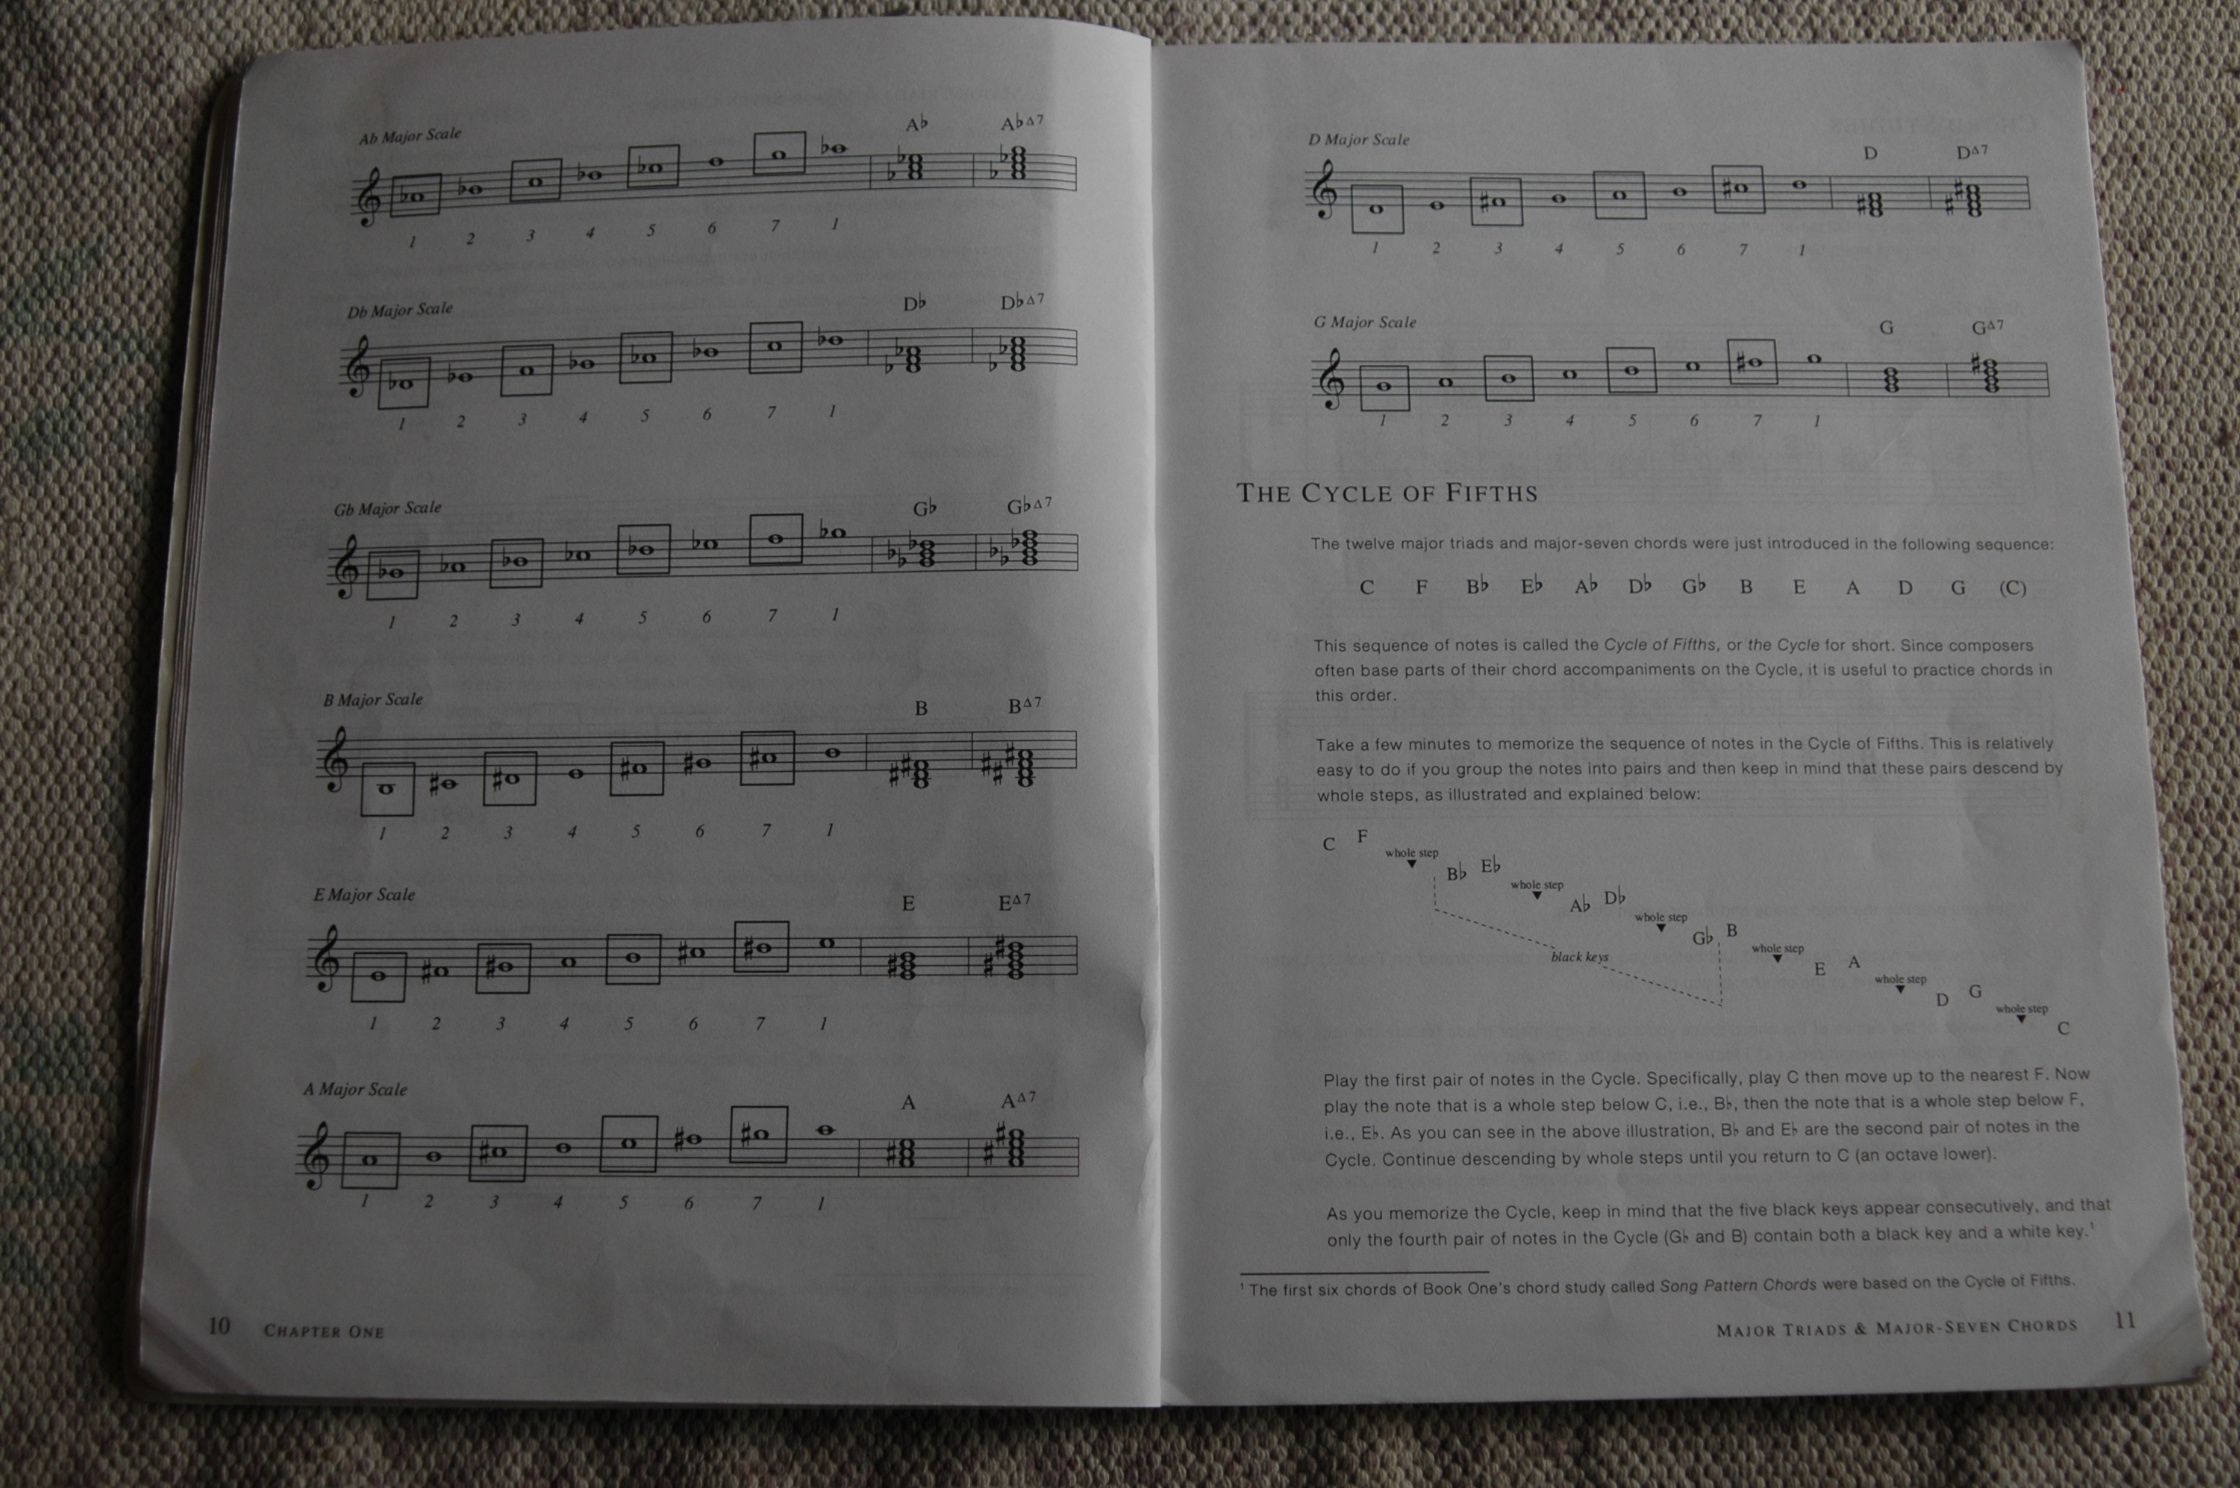 Ab Major Scale
A♭ A♭Δ7
1 2 3 4 5 6 7 1
Db Major Scale
D♭ D♭Δ7
1 2 3 4 5 6 7 1
Gb Major Scale
G♭ G♭Δ7
1 2 3 4 5 6 7 1
B Major Scale
B BΔ7
1 2 3 4 5 6 7 1
E Major Scale
E EΔ7
1 2 3 4 5 6 7 1
A Major Scale
A AΔ7
1 2 3 4 5 6 7 1
10 CHAPTER ONE
D Major Scale
D DΔ7
1 2 3 4 5 6 7 1
G Major Scale
G GΔ7
1 2 3 4 5 6 7 1
THE CYCLE OF FIFTHS
The twelve major triads and major-seven chords were just introduced in the following sequence:
C F B♭ E♭ A♭ D♭ G♭ B E A D G (C)
This sequence of notes is called the Cycle of Fifths, or the Cycle for short. Since composers
often base parts of their chord accompaniments on the Cycle, it is useful to practice chords in
this order.
Take a few minutes to memorize the sequence of notes in the Cycle of Fifths. This is relatively
easy to do if you group the notes into pairs and then keep in mind that these pairs descend by
whole steps, as illustrated and explained below:
C F
whole step
B♭ E♭
whole step
A♭ D♭
whole step
G♭ B
whole step
black keys
E A
whole step
D G
whole step
C
Play the first pair of notes in the Cycle. Specifically, play C then move up to the nearest F. Now
play the note that is a whole step below C, i.e., B♭, then the note that is a whole step below F,
i.e., E♭. As you can see in the above illustration, B♭ and E♭ are the second pair of notes in the
Cycle. Continue descending by whole steps until you return to C (an octave lower).
As you memorize the Cycle, keep in mind that the five black keys appear consecutively, and that
only the fourth pair of notes in the Cycle (G♭ and B) contain both a black key and a white key.¹
¹ The first six chords of Book One's chord study called Song Pattern Chords were based on the Cycle of Fifths.
MAJOR TRIADS & MAJOR-SEVEN CHORDS 11